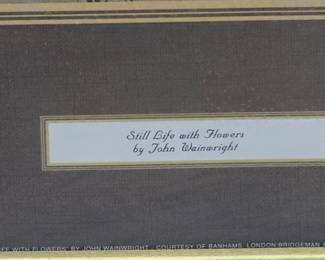 Still Life with Flowers
by John Wainwright
FE WITH FLOWERS" BY JOHN WAINWRIGHT - COURTESY OF BANHAMS, LONDON/BRIDGEMAN A